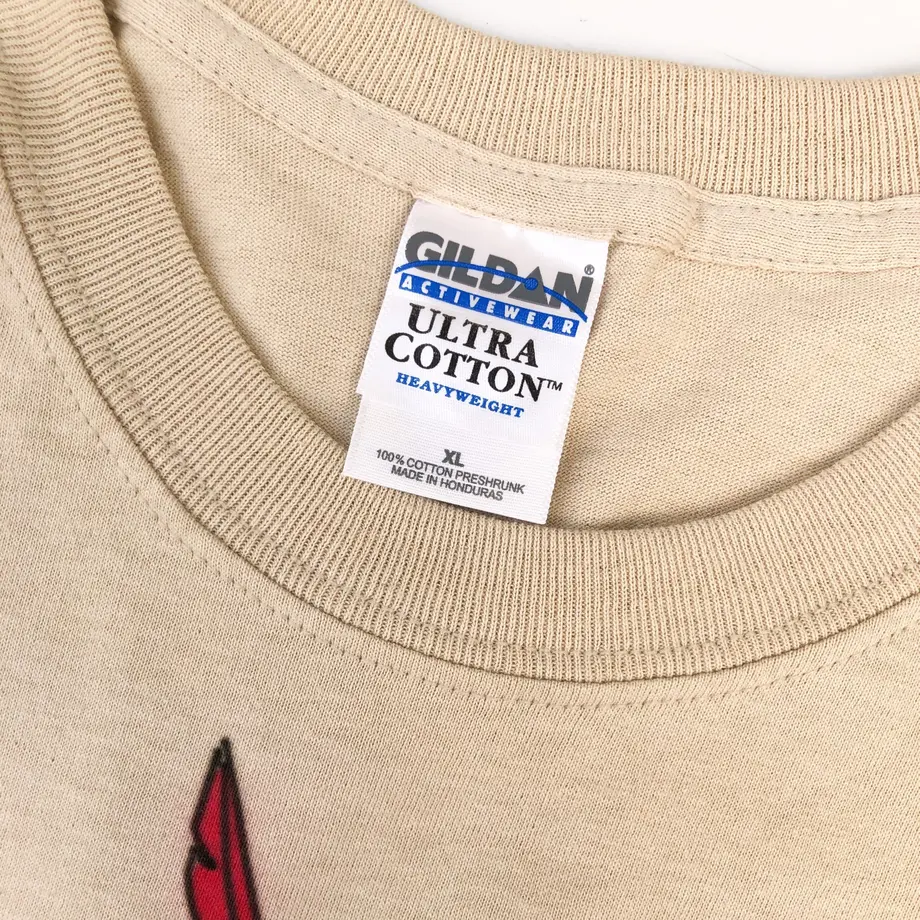 GILDAN®
ACTIVEWEAR
ULTRA
COTTON™
HEAVYWEIGHT
XL
100% COTTON PRESHRUNK
MADE IN HONDURAS